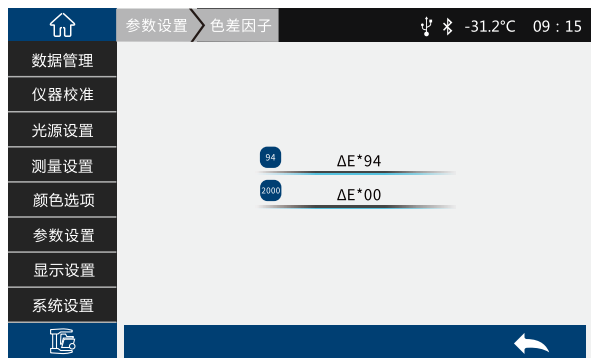 参数设置 色差因子 -31.2℃ 09 : 15
数据管理
仪器校准
光源设置
测量设置
颜色选项
参数设置
显示设置
系统设置
94 ΔE*94
2000 ΔE*00